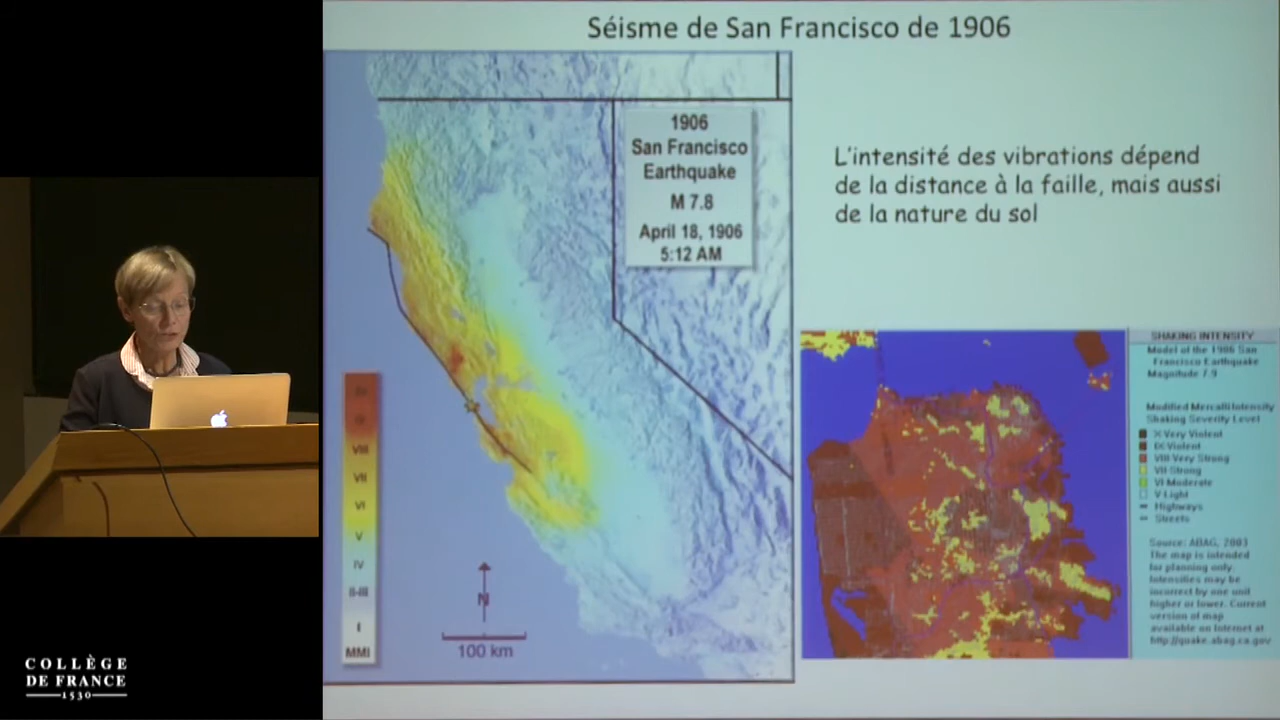 Séisme de San Francisco de 1906
1906
San Francisco
Earthquake
M 7.8
April 18, 1906
5:12 AM
L'intensité des vibrations dépend
de la distance à la faille, mais aussi
de la nature du sol
VIII
VII
VI
V
IV
II-III
I
MMI
N
100 km
SHAKING INTENSITY
Model of the 1906 San
Francisco Earthquake
Magnitude 7.9
Modified Mercalli Intensity
Shaking Severity Level
X Very Violent
IX Violent
VIII Very Strong
VII Strong
VI Moderate
V Light
Highways
Streets
Source: ABAG, 2003
The map is intended
for planning only.
Intensities may be
incorrect by one unit
higher or lower. Current
version of map
available on Internet at
http://quake.abag.ca.gov
COLLÈGE
DE FRANCE
1530